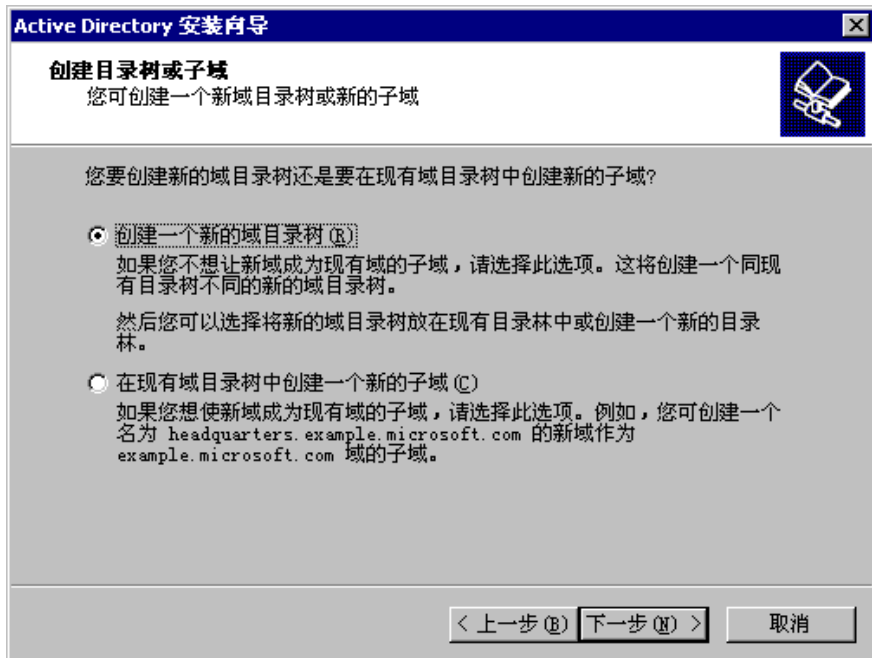 Active Directory 安装向导
创建目录树或子域
您可创建一个新域目录树或新的子域
您要创建新的域目录树还是要在现有域目录树中创建新的子域?
创建一个新的域目录树(R)
如果您不想让新域成为现有域的子域，请选择此选项。这将创建一个同现
有目录树不同的新的域目录树。
然后您可以选择将新的域目录树放在现有目录林中或创建一个新的目录
林。
在现有域目录树中创建一个新的子域(C)
如果您想使新域成为现有域的子域，请选择此选项。例如，您可创建一个
名为 headquarters.example.microsoft.com 的新域作为
example.microsoft.com 域的子域。
< 上一步(B) 下一步(N) > 取消